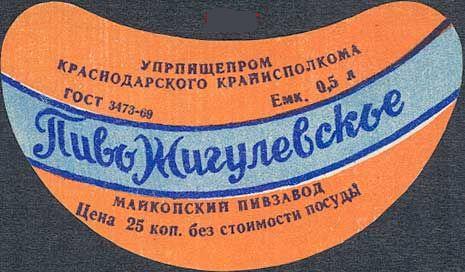 УПРПИЩЕПРОМ
КРАСНОДАРСКОГО КРАЙИСПОЛКОМА
ГОСТ 3473-69 Емк. 0,5 л
Пиво Жигулевское
МАЙКОПСКИЙ ПИВЗАВОД
Цена 25 коп. без стоимости посуды